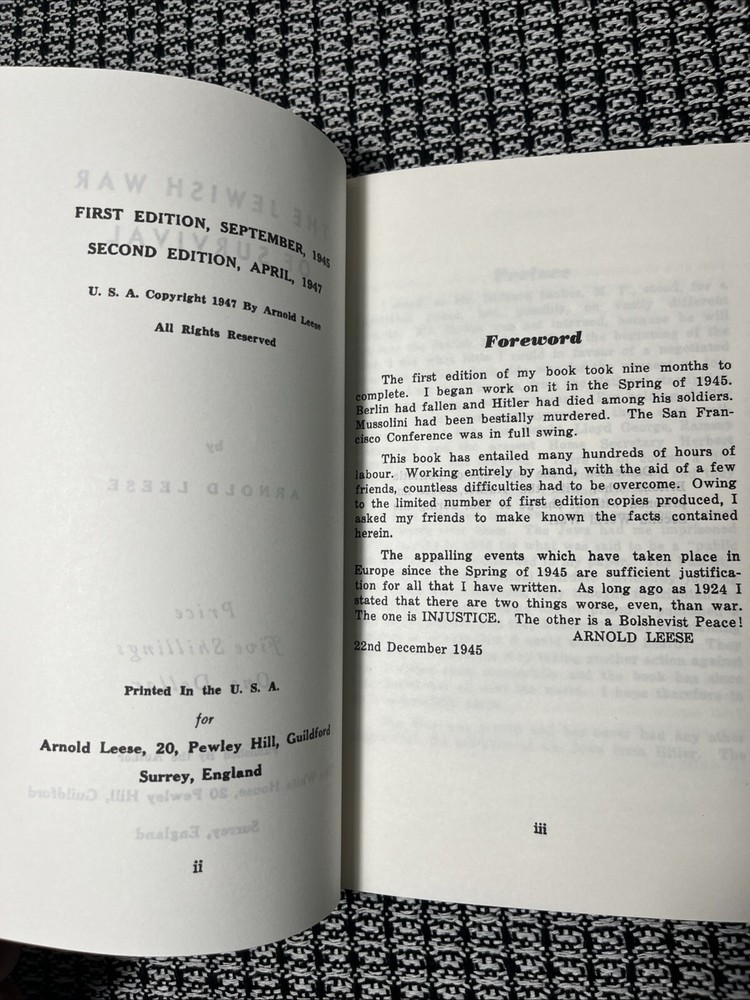 FIRST EDITION, SEPTEMBER, 1945
SECOND EDITION, APRIL, 1947
U. S. A. Copyright 1947 By Arnold Leese
All Rights Reserved
Printed In the U. S. A.
for
Arnold Leese, 20, Pewley Hill, Guildford
Surrey, England
ii
Foreword
The first edition of my book took nine months to
complete. I began work on it in the Spring of 1945.
Berlin had fallen and Hitler had died among his soldiers.
Mussolini had been bestially murdered. The San Fran-
cisco Conference was in full swing.
This book has entailed many hundreds of hours of
labour. Working entirely by hand, with the aid of a few
friends, countless difficulties had to be overcome. Owing
to the limited number of first edition copies produced, I
asked my friends to make known the facts contained
herein.
The appalling events which have taken place in
Europe since the Spring of 1945 are sufficient justifica-
tion for all that I have written. As long ago as 1924 I
stated that there are two things worse, even, than war.
The one is INJUSTICE. The other is a Bolshevist Peace!
ARNOLD LEESE
22nd December 1945
iii